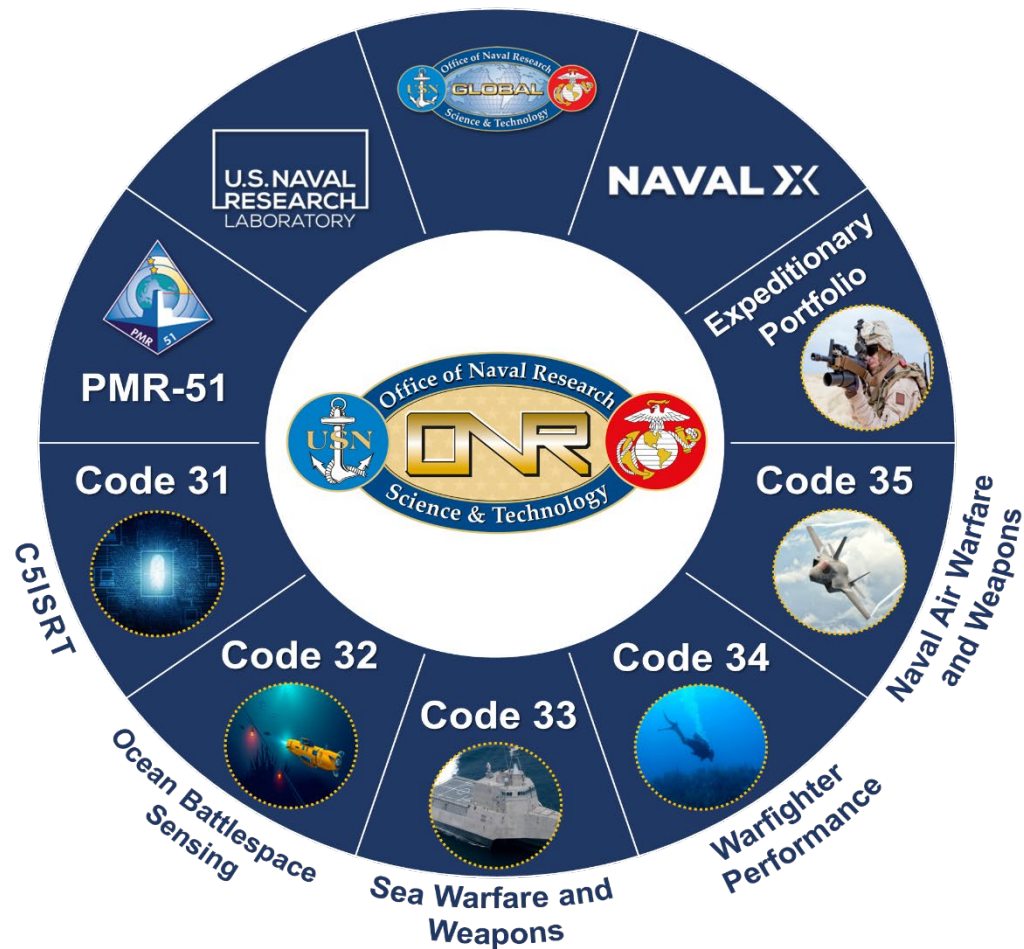 Office of Naval Research
USN GLOBAL
Science & Technology
U.S. NAVAL
RESEARCH
LABORATORY
NAVAL X
PMR 51
PMR-51
Expeditionary
Portfolio
Office of Naval Research
USN ONR
Science & Technology
Code 31
C5ISRT
Code 32
Ocean Battlespace
Sensing
Code 33
Sea Warfare and
Weapons
Code 34
Warfighter
Performance
Code 35
Naval Air Warfare
and Weapons